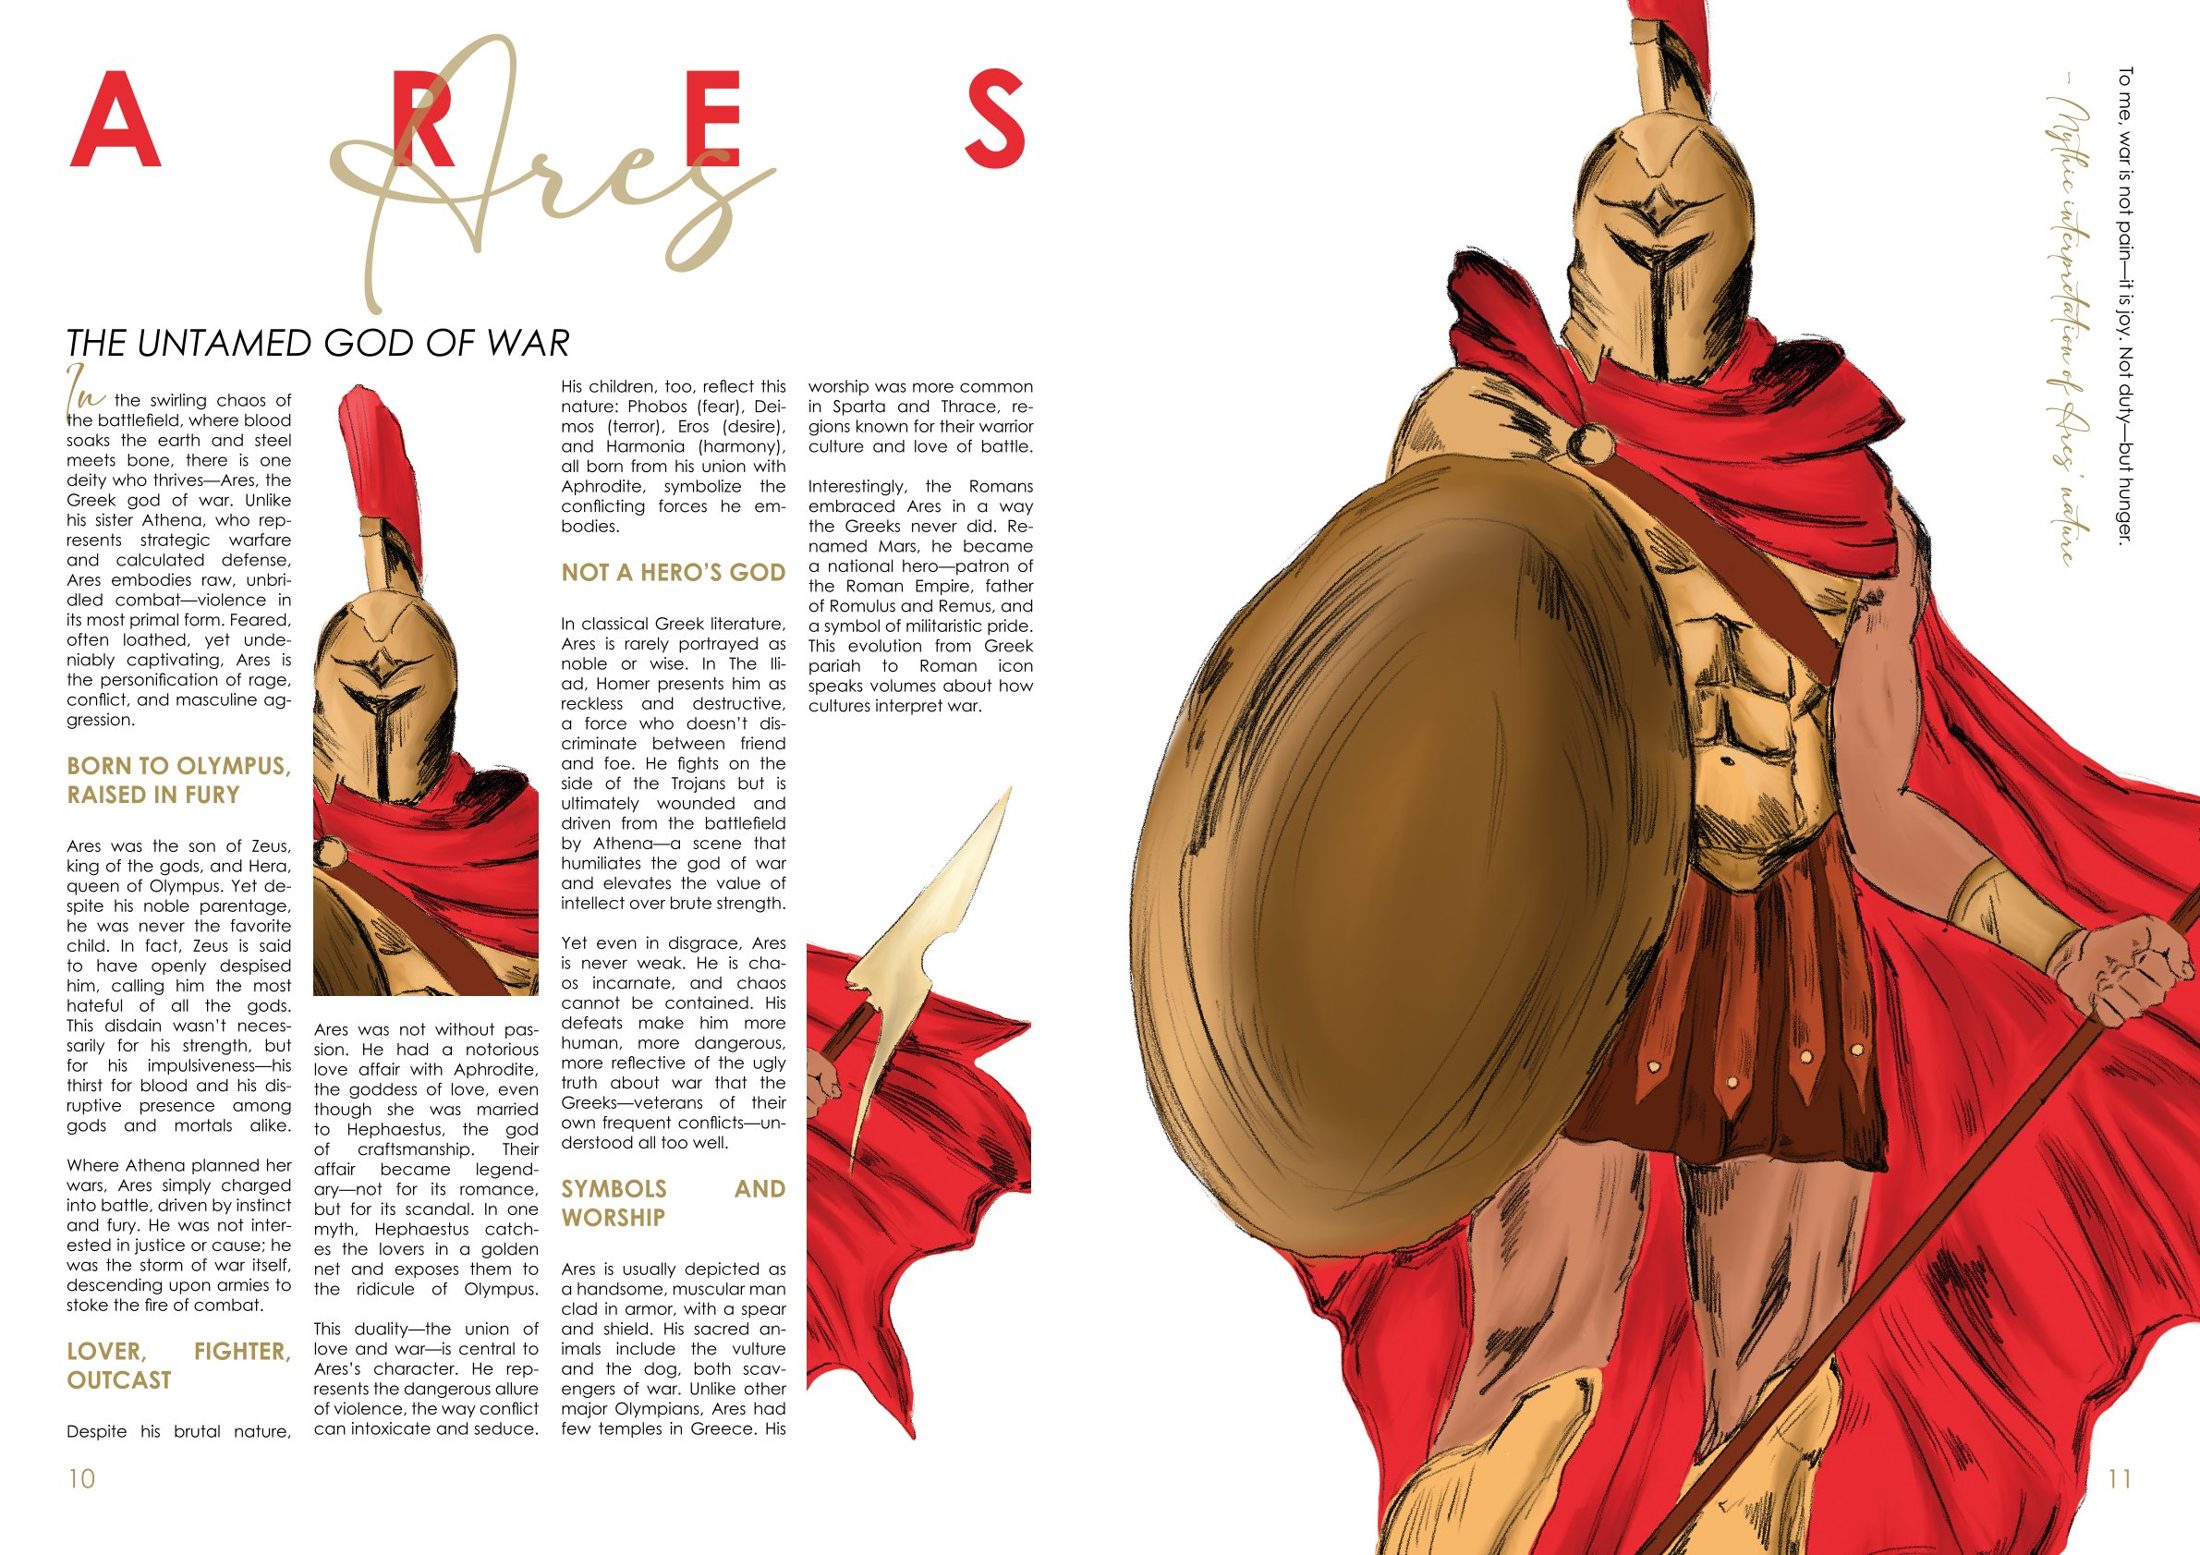 A R E S
Ares
THE UNTAMED GOD OF WAR
In the swirling chaos of
the battlefield, where blood
soaks the earth and steel
meets bone, there is one
deity who thrives—Ares, the
Greek god of war. Unlike
his sister Athena, who rep-
resents strategic warfare
and calculated defense,
Ares embodies raw, unbri-
dled combat—violence in
its most primal form. Feared,
often loathed, yet unde-
niably captivating, Ares is
the personification of rage,
conflict, and masculine ag-
gression.
BORN TO OLYMPUS,
RAISED IN FURY
Ares was the son of Zeus,
king of the gods, and Hera,
queen of Olympus. Yet de-
spite his noble parentage,
he was never the favorite
child. In fact, Zeus is said
to have openly despised
him, calling him the most
hateful of all the gods.
This disdain wasn't neces-
sarily for his strength, but
for his impulsiveness—his
thirst for blood and his dis-
ruptive presence among
gods and mortals alike.
Where Athena planned her
wars, Ares simply charged
into battle, driven by instinct
and fury. He was not inter-
ested in justice or cause; he
was the storm of war itself,
descending upon armies to
stoke the fire of combat.
LOVER, FIGHTER,
OUTCAST
Despite his brutal nature,
Ares was not without pas-
sion. He had a notorious
love affair with Aphrodite,
the goddess of love, even
though she was married
to Hephaestus, the god
of craftsmanship. Their
affair became legend-
ary—not for its romance,
but for its scandal. In one
myth, Hephaestus catch-
es the lovers in a golden
net and exposes them to
the ridicule of Olympus.
This duality—the union of
love and war—is central to
Ares's character. He rep-
resents the dangerous allure
of violence, the way conflict
can intoxicate and seduce.
His children, too, reflect this
nature: Phobos (fear), Dei-
mos (terror), Eros (desire),
and Harmonia (harmony),
all born from his union with
Aphrodite, symbolize the
conflicting forces he em-
bodies.
NOT A HERO'S GOD
In classical Greek literature,
Ares is rarely portrayed as
noble or wise. In The Ili-
ad, Homer presents him as
reckless and destructive,
a force who doesn't dis-
criminate between friend
and foe. He fights on the
side of the Trojans but is
ultimately wounded and
driven from the battlefield
by Athena—a scene that
humiliates the god of war
and elevates the value of
intellect over brute strength.
Yet even in disgrace, Ares
is never weak. He is cha-
os incarnate, and chaos
cannot be contained. His
defeats make him more
human, more dangerous,
more reflective of the ugly
truth about war that the
Greeks—veterans of their
own frequent conflicts—un-
derstood all too well.
SYMBOLS AND
WORSHIP
Ares is usually depicted as
a handsome, muscular man
clad in armor, with a spear
and shield. His sacred an-
imals include the vulture
and the dog, both scav-
engers of war. Unlike other
major Olympians, Ares had
few temples in Greece. His
worship was more common
in Sparta and Thrace, re-
gions known for their warrior
culture and love of battle.
Interestingly, the Romans
embraced Ares in a way
the Greeks never did. Re-
named Mars, he became
a national hero—patron of
the Roman Empire, father
of Romulus and Remus, and
a symbol of militaristic pride.
This evolution from Greek
pariah to Roman icon
speaks volumes about how
cultures interpret war.
10
To me, war is not pain—it is joy. Not duty—but hunger.
– Mythic interpretation of Ares' nature
11